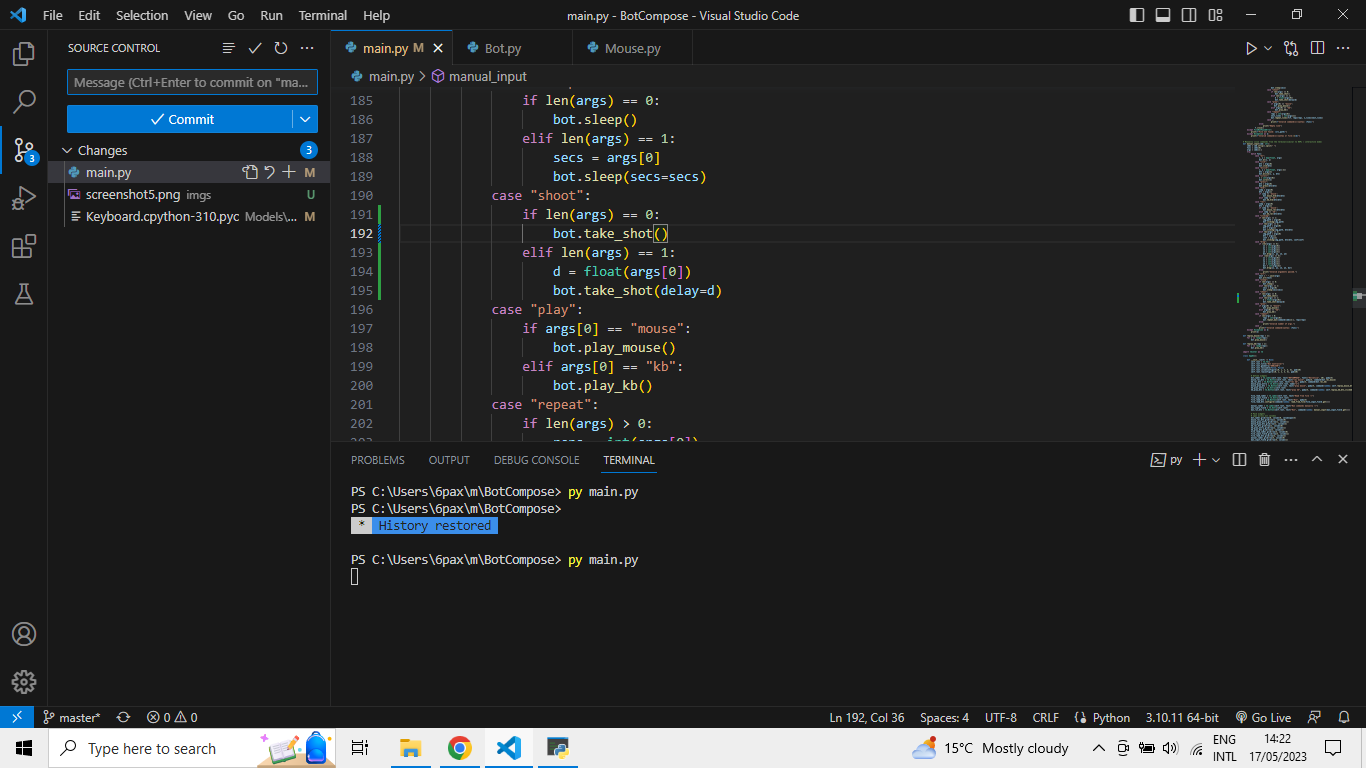 File Edit Selection View Go Run Terminal Help
main.py - BotCompose - Visual Studio Code
SOURCE CONTROL
Message (Ctrl+Enter to commit on "ma...
Commit
Changes 3
main.py M
screenshot5.png imgs U
Keyboard.cpython-310.pyc Models\... M
3
main.py M
Bot.py
Mouse.py
main.py > manual_input
185 if len(args) == 0:
186 bot.sleep()
187 elif len(args) == 1:
188 secs = args[0]
189 bot.sleep(secs=secs)
190 case "shoot":
191 if len(args) == 0:
192 bot.take_shot()
193 elif len(args) == 1:
194 d = float(args[0])
195 bot.take_shot(delay=d)
196 case "play":
197 if args[0] == "mouse":
198 bot.play_mouse()
199 elif args[0] == "kb":
200 bot.play_kb()
201 case "repeat":
202 if len(args) > 0:
PROBLEMS OUTPUT DEBUG CONSOLE TERMINAL
py
PS C:\Users\6pax\m\BotCompose> py main.py
PS C:\Users\6pax\m\BotCompose>
* History restored
PS C:\Users\6pax\m\BotCompose> py main.py
master* 0 0
Ln 192, Col 36 Spaces: 4 UTF-8 CRLF Python 3.10.11 64-bit Go Live
Type here to search
15°C Mostly cloudy
ENG
INTL
14:22
17/05/2023